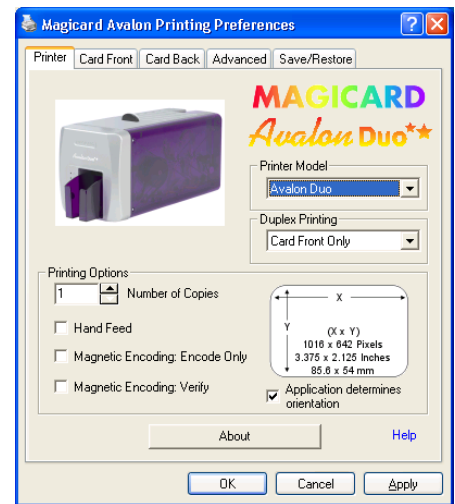 Magicard Avalon Printing Preferences
Printer Card Front Card Back Advanced Save/Restore
MAGICARD
Avalon Duo
Printer Model
Avalon Duo
Duplex Printing
Card Front Only
Printing Options
1 Number of Copies
Hand Feed
Magnetic Encoding: Encode Only
Magnetic Encoding: Verify
X
Y
(X x Y)
1016 x 642 Pixels
3.375 x 2.125 Inches
85.6 x 54 mm
Application determines
orientation
About
Help
OK Cancel Apply